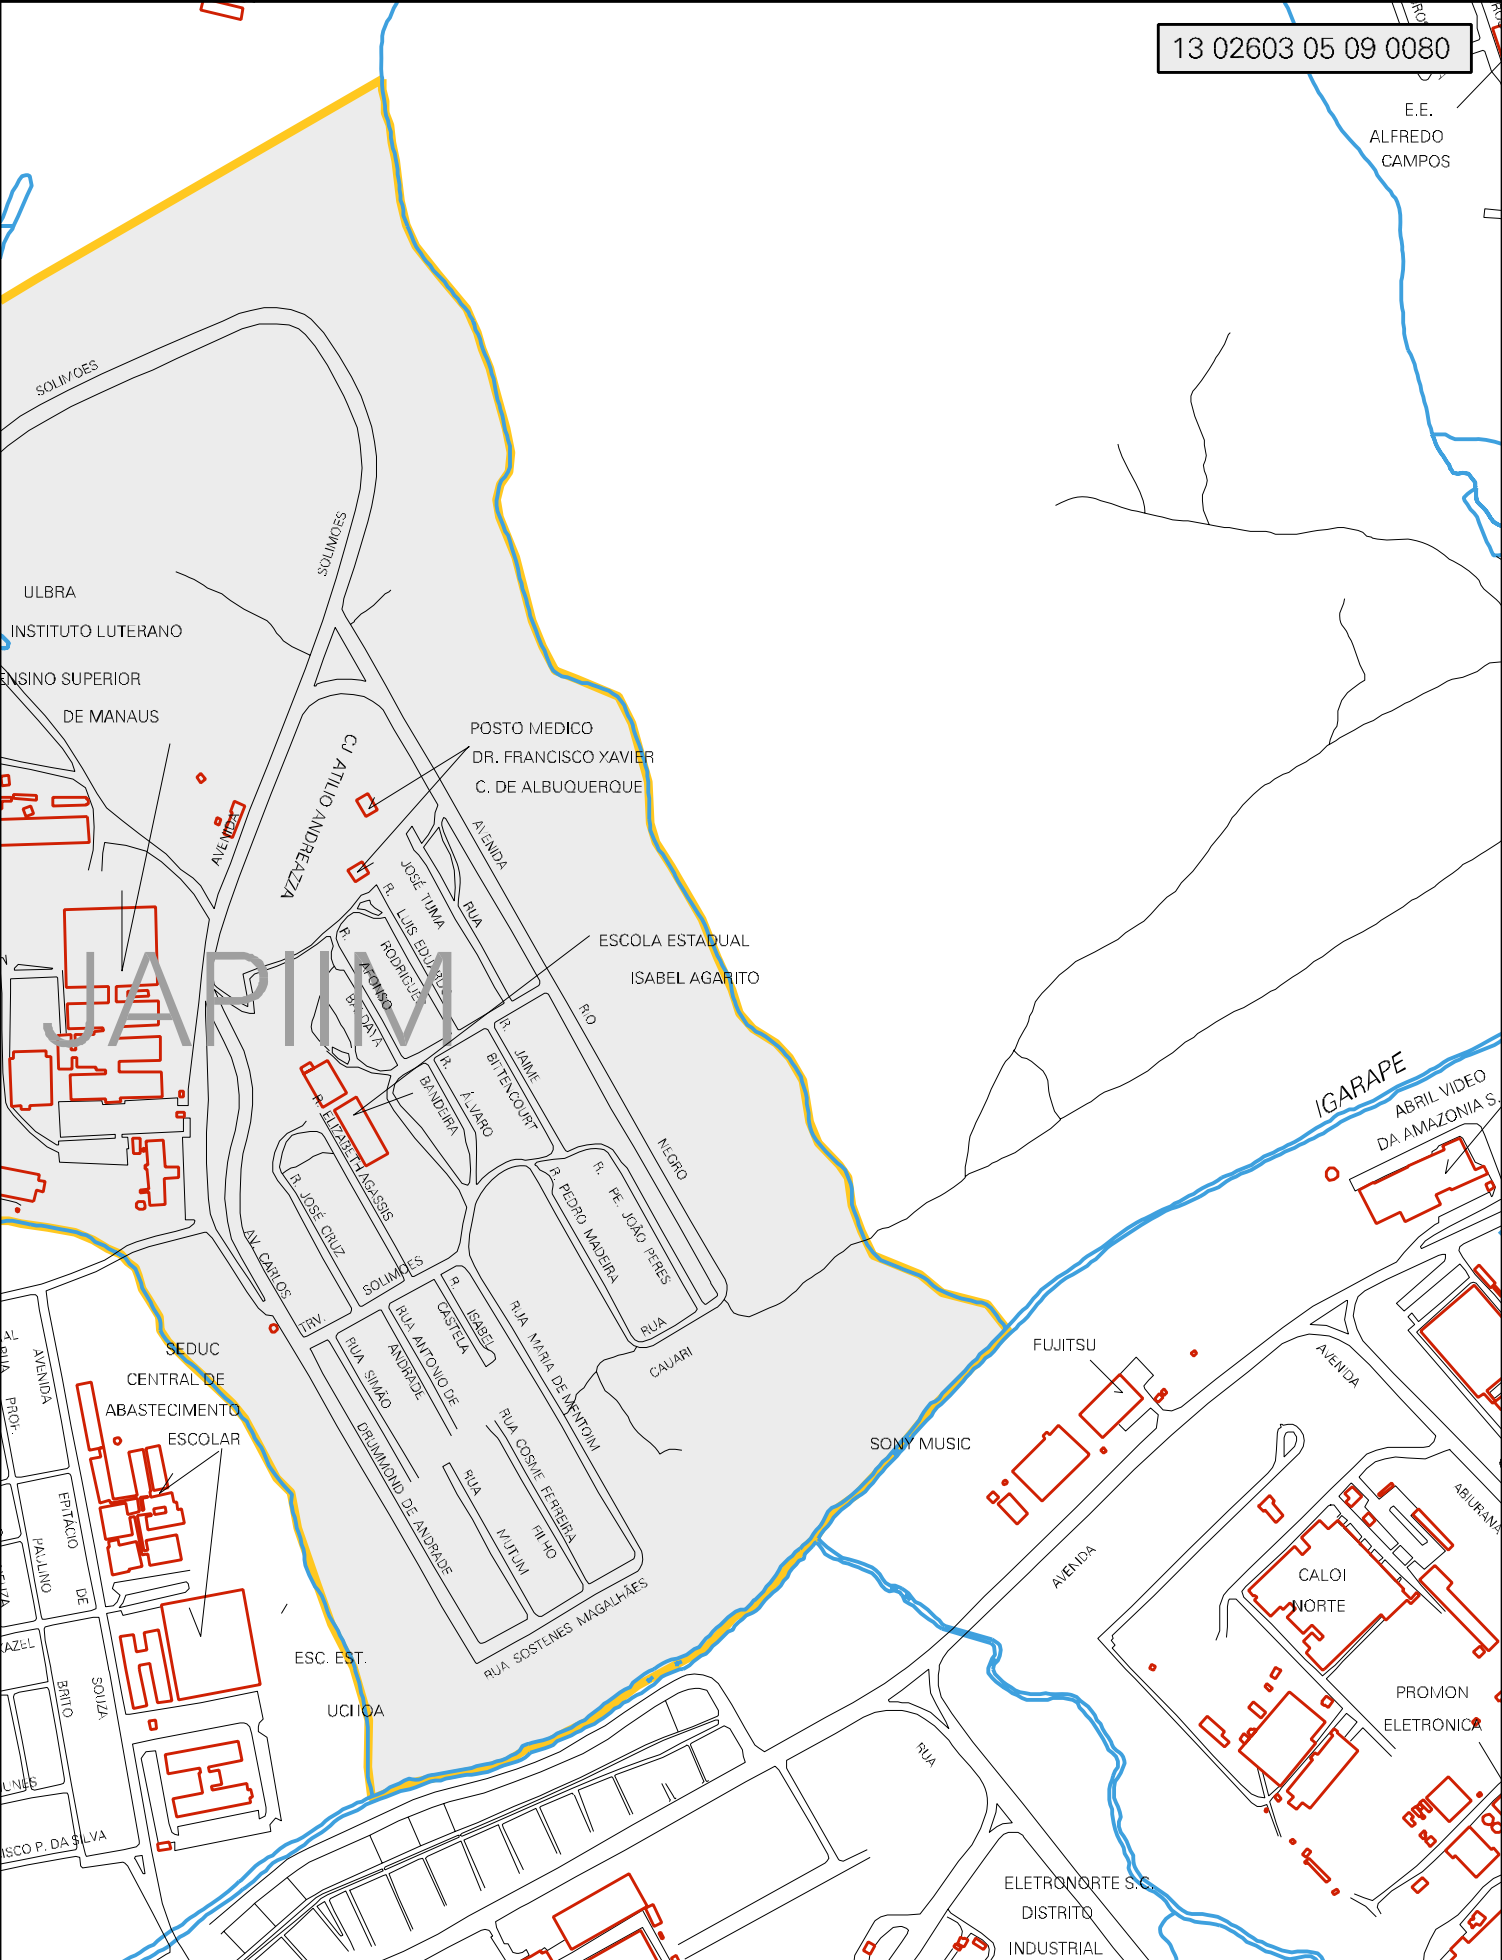 13 02603 05 09 0080
E.E.
ALFREDO
CAMPOS
SOLIMOES
SOLIMOES
ULBRA
INSTITUTO LUTERANO
ENSINO SUPERIOR
DE MANAUS
POSTO MEDICO
DR. FRANCISCO XAVIER
C. DE ALBUQUERQUE
CJ ATILIO ANDREAZZA
AVENIDA
AVENIDA
JOSÉ TUMA
RUA
R. LUIS EDUARDO
RODRIGUES
R. AFONSO
ESCOLA ESTADUAL
ISABEL AGARITO
JAPIIM
RIO
R. JAIME
BITTENCOURT
R. ÁLVARO
BANDEIRA
NEGRO
IGARAPE
ABRIL VIDEO
DA AMAZONIA S.
R. ELIZABETH AGASSIS
R. JOSÉ CRUZ
R. PE. JOÃO PERES
R. PEDRO MADEIRA
AV. CARLOS
SOLIMOES
TRV.
R. ISABEL
CASTELA
RUA ANTONIO DE
ANDRADE
RUA SIMÃO
RUA MARIA DE MENTOIM
RUA
CAUARI
FUJITSU
AVENIDA
SEDUC
CENTRAL DE
ABASTECIMENTO
ESCOLAR
AVENIDA
PROF.
RUA
DRUMMOND DE ANDRADE
RUA COSME FERREIRA
FILHO
RUA
MUTUM
SONY MUSIC
ABIURANA
EPITÁCIO
PAULINO
DE
AVENIDA
CALOI
NORTE
RUA SOSTENES MAGALHÃES
ESC. EST.
UCHOA
BRITO
SOUZA
PROMON
ELETRONICA
RUA
ISCO P. DA SILVA
ELETRONORTE S.C.
DISTRITO
INDUSTRIAL